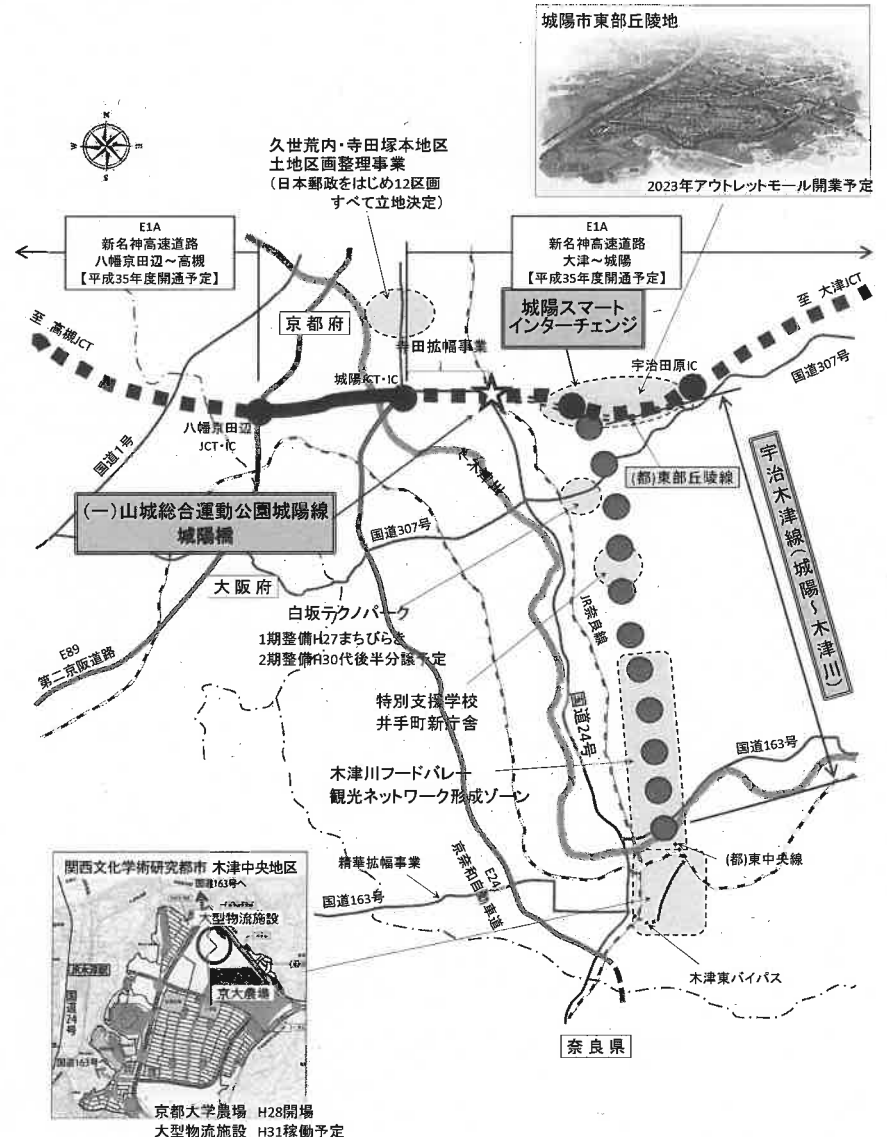 城陽市東部丘陵地
2023年アウトレットモール開業予定
N
E
S
W
久世荒内・寺田塚本地区
土地区画整理事業
(日本郵政をはじめ12区画
すべて立地決定)
E1A
新名神高速道路
八幡京田辺~高槻
【平成35年度開通予定】
E1A
新名神高速道路
大津~城陽
【平成35年度開通予定】
至 高槻JCT
京都府
寺田拡幅事業
城陽スマート
インターチェンジ
至 大津JCT
宇治田原IC
国道307号
城陽JCT・IC
八幡京田辺
JCT・IC
国道1号
木津川
(都)東部丘陵線
(一)山城総合運動公園城陽線
城陽橋
国道307号
宇治木津線(城陽~木津川)
大阪府
白坂テクノパーク
1期整備H27まちびらき
2期整備H30代後半分譲予定
JR奈良線
E89
第二京阪道路
特別支援学校
井手町新庁舎
国道24号
国道163号
木津川フードバレー
観光ネットワーク形成ゾーン
(都)東中央線
精華拡幅事業
国道163号
E24
京奈和自動車道
木津東バイパス
奈良県
関西文化学術研究都市 木津中央地区
国道163号へ
大型物流施設
京大農場
国道24号
国道163号へ
京都大学農場 H28開場
大型物流施設 H31稼働予定